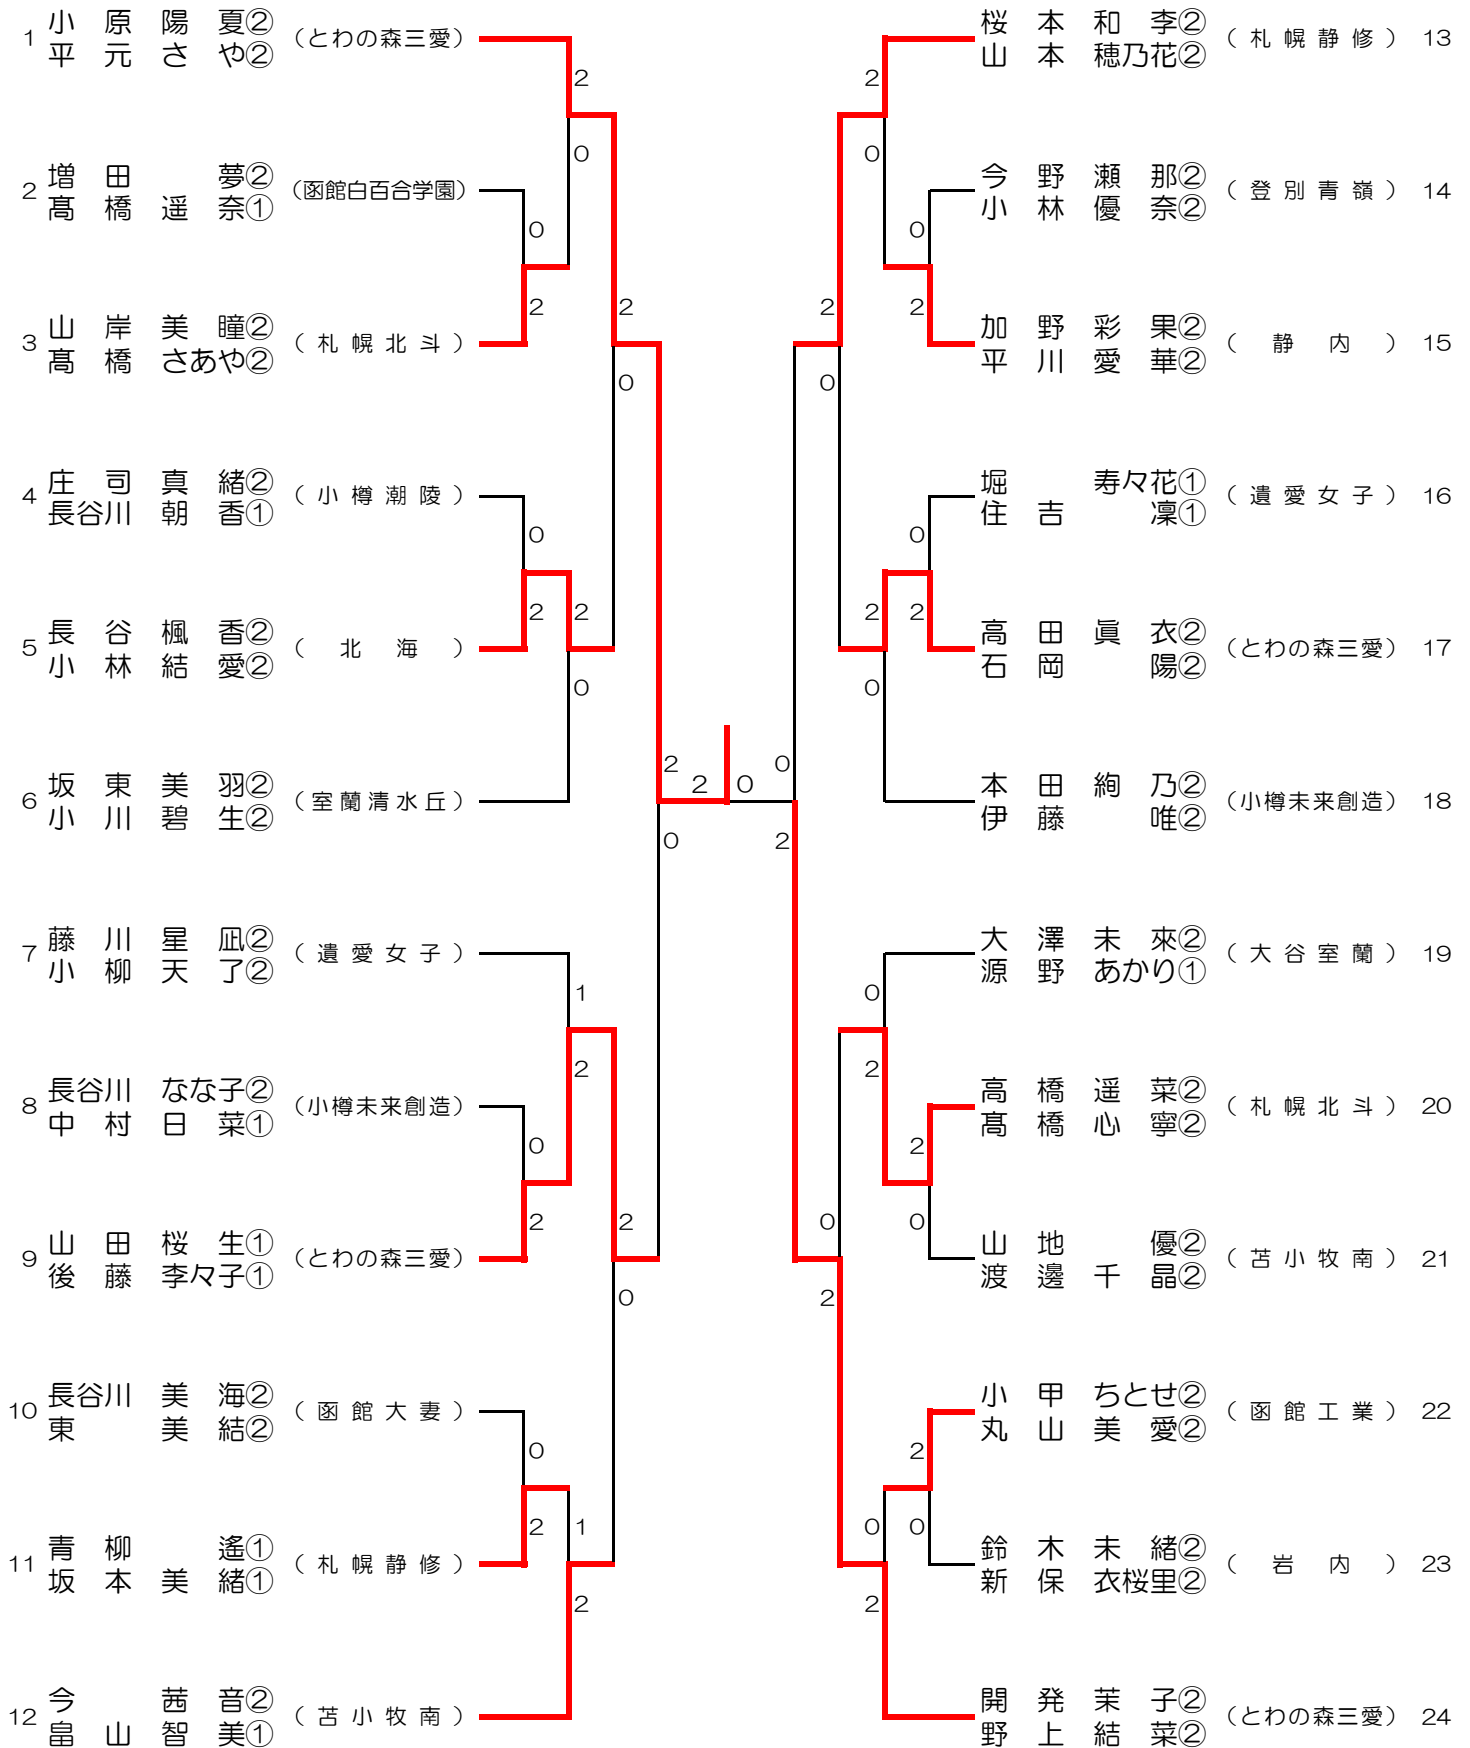 1 小原陽夏② (とわの森三愛)
平元さや②
2 増田夢② (函館白百合学園)
髙橋遥奈①
3 山岸美瞳② (札幌北斗)
髙橋さあや②
4 庄司真緒② (小樽潮陵)
長谷川朝香①
5 長谷楓香② (北海)
小林結愛②
6 坂東美羽② (室蘭清水丘)
小川碧生②
7 藤川星凪② (遺愛女子)
小柳天了②
8 長谷川なな子② (小樽未来創造)
中村日菜①
9 山田桜生① (とわの森三愛)
後藤李々子①
10 長谷川美海② (函館大妻)
東美結②
11 青柳遙① (札幌静修)
坂本美緒①
12 今茜音② (苫小牧南)
畠山智美①
2
0
0
2
2
0
0
2
2
0
1
2
0
2
2
0
0
2
1
2
2
0
2
0
0
2
桜本和李② (札幌静修) 13
山本穂乃花②
今野瀬那② (登別青嶺) 14
小林優奈②
加野彩果② (静内) 15
平川愛華②
堀寿々花① (遺愛女子) 16
住吉凜①
高田眞衣② (とわの森三愛) 17
石岡陽②
本田絢乃② (小樽未来創造) 18
伊藤唯②
大澤未來② (大谷室蘭) 19
源野あかり①
高橋遥菜② (札幌北斗) 20
髙橋心寧②
山地優② (苫小牧南) 21
渡邊千晶②
小甲ちとせ② (函館工業) 22
丸山美愛②
鈴木未緒② (岩内) 23
新保衣桜里②
開発茉子② (とわの森三愛) 24
野上結菜②
2
0
0
2
2
0
0
2
2
0
0
2
2
0
0
2
2
0
0
2